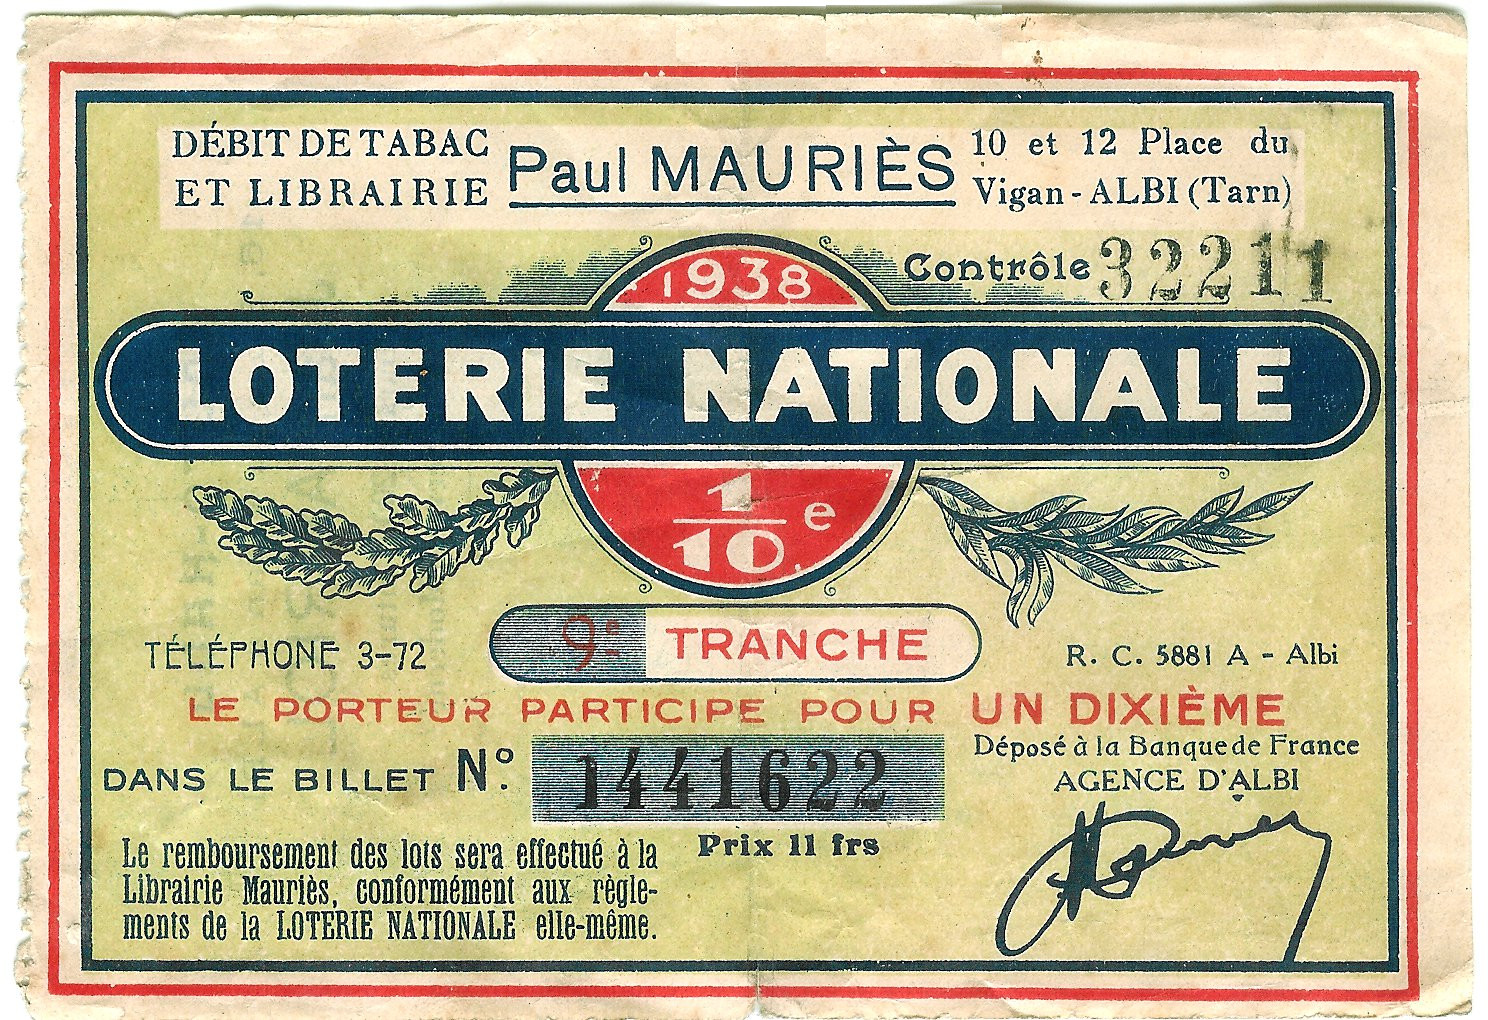 DÉBIT DE TABAC
ET LIBRAIRIE
Paul MAURIÈS
10 et 12 Place du
Vigan - ALBI (Tarn)
Contrôle 32211
1938
LOTERIE NATIONALE
1/10e
9e TRANCHE
TÉLÉPHONE 3-72
R. C. 5881 A - Albi
LE PORTEUR PARTICIPE POUR UN DIXIÈME
DANS LE BILLET N° 1441622
Déposé à la Banque de France
AGENCE D'ALBI
Prix 11 frs
Le remboursement des lots sera effectué à la
Librairie Mauriès, conformément aux règle-
ments de la LOTERIE NATIONALE elle-même.